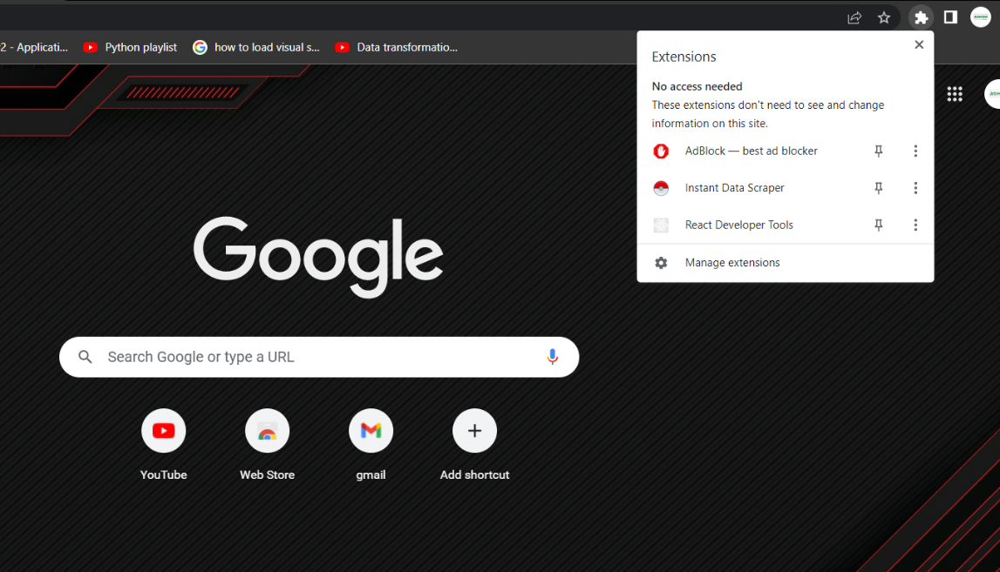 2 - Applicati...
Python playlist
how to load visual s...
Data transformatio...
Extensions
No access needed
These extensions don't need to see and change
information on this site.
AdBlock — best ad blocker
Instant Data Scraper
React Developer Tools
Manage extensions
Google
Search Google or type a URL
YouTube
Web Store
gmail
Add shortcut